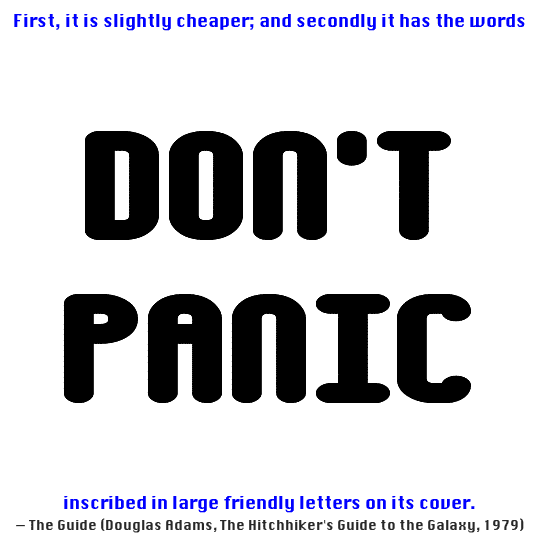 First, it is slightly cheaper; and secondly it has the words
DON'T
PANIC
inscribed in large friendly letters on its cover.
— The Guide (Douglas Adams, The Hitchhiker's Guide to the Galaxy, 1979)